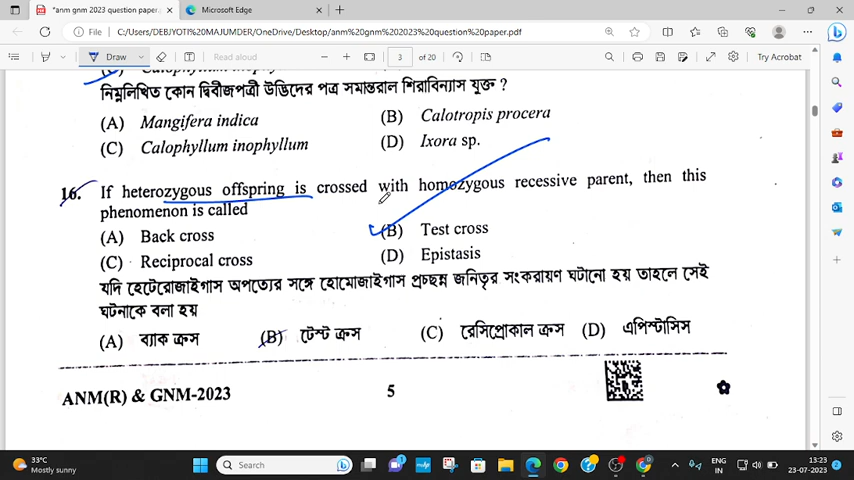 *anm gnm 2023 question paper.p
Microsoft Edge
C:/Users/DEBJYOTI MAJUMDER/OneDrive/Desktop/anm%20gnm%202023%20question%20paper.pdf
Draw
Read aloud
3 of 20
Try Acrobat
নিম্নলিখিত কোন দ্বিবীজপত্রী উদ্ভিদের পত্র সমান্তরাল শিরাবিন্যাস যুক্ত ?
(A) Mangifera indica (B) Calotropis procera
(C) Calophyllum inophyllum (D) Ixora sp.
16. If heterozygous offspring is crossed with homozygous recessive parent, then this
phenomenon is called
(A) Back cross (B) Test cross
(C) Reciprocal cross (D) Epistasis
যদি হেটেরোজাইগাস অপত্যের সঙ্গে হোমোজাইগাস প্রচ্ছন্ন জনিতৃর সংকরায়ণ ঘটানো হয় তাহলে সেই
ঘটনাকে বলা হয়
(A) ব্যাক ক্রস (B) টেস্ট ক্রস (C) রেসিপ্রোকাল ক্রস (D) এপিস্টাসিস
ANM(R) & GNM-2023 5
33°C
Mostly sunny
Search
ENG
IN
13:23
23-07-2023